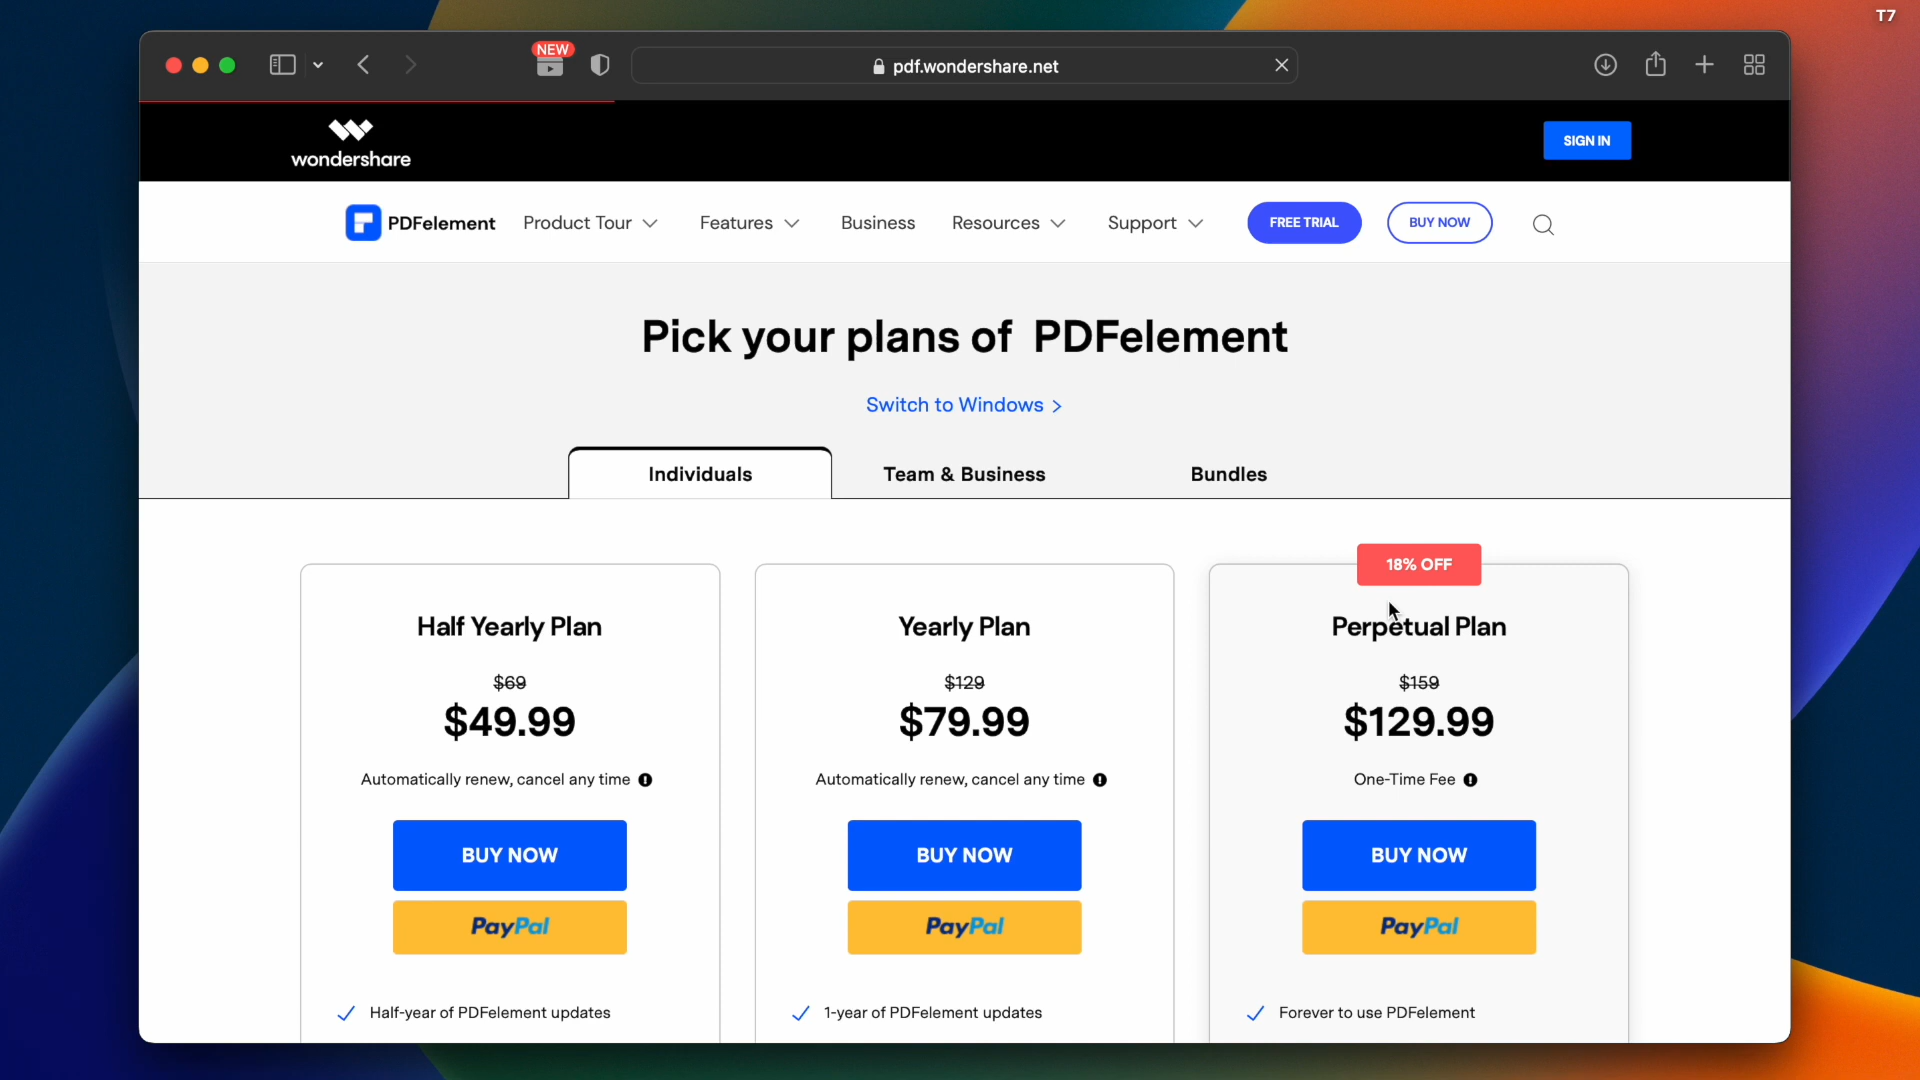 T7
NEW
pdf.wondershare.net
wondershare
SIGN IN
PDFelement
Product Tour
Features
Business
Resources
Support
FREE TRIAL
BUY NOW
Pick your plans of PDFelement
Switch to Windows >
Individuals
Team & Business
Bundles
18% OFF
Half Yearly Plan
$69
$49.99
Automatically renew, cancel any time
BUY NOW
PayPal
Half-year of PDFelement updates
Yearly Plan
$129
$79.99
Automatically renew, cancel any time
BUY NOW
PayPal
1-year of PDFelement updates
Perpetual Plan
$159
$129.99
One-Time Fee
BUY NOW
PayPal
Forever to use PDFelement